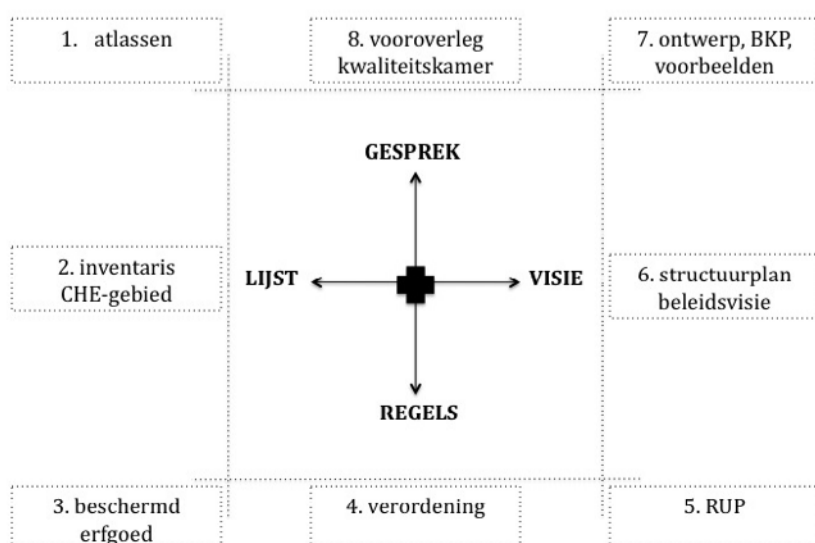 1. atlassen
8. vooroverleg
kwaliteitskamer
7. ontwerp, BKP,
voorbeelden
GESPREK
2. inventaris
CHE-gebied
LIJST
VISIE
6. structuurplan
beleidsvisie
REGELS
3. beschermd
erfgoed
4. verordening
5. RUP